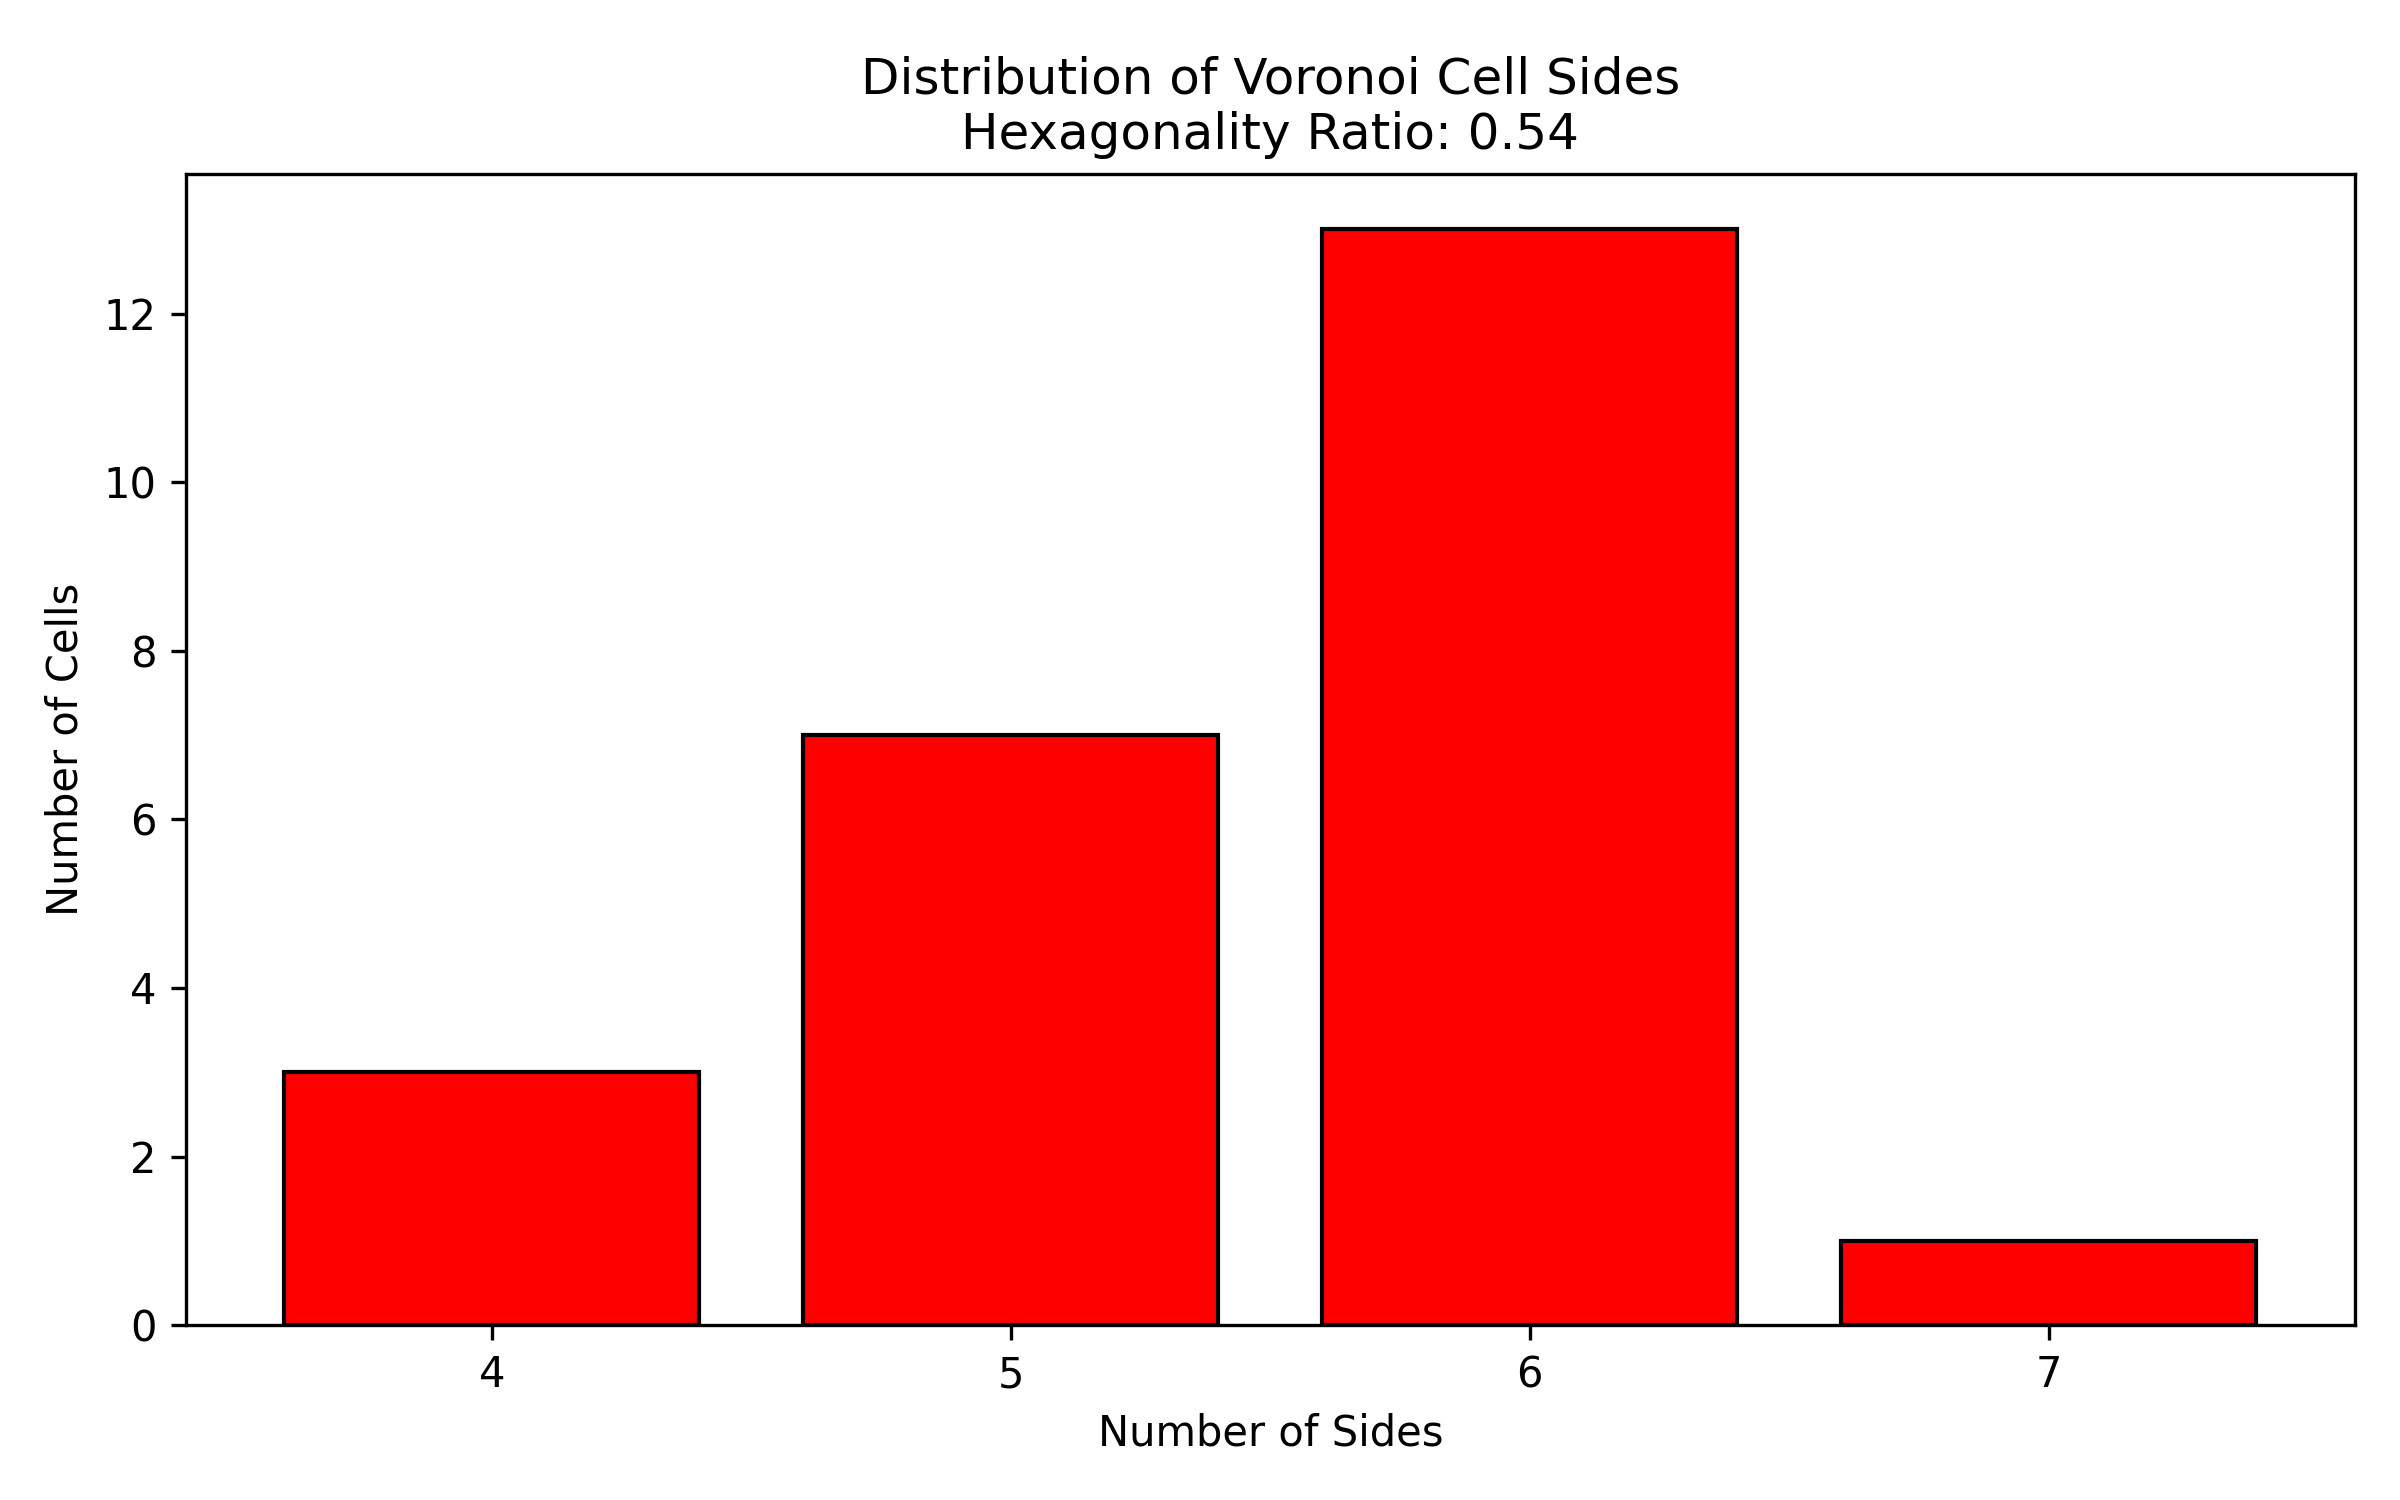 Distribution of Voronoi Cell Sides
Hexagonality Ratio: 0.54
Number of Cells
12
10
8
6
4
2
0
4 5 6 7
Number of Sides